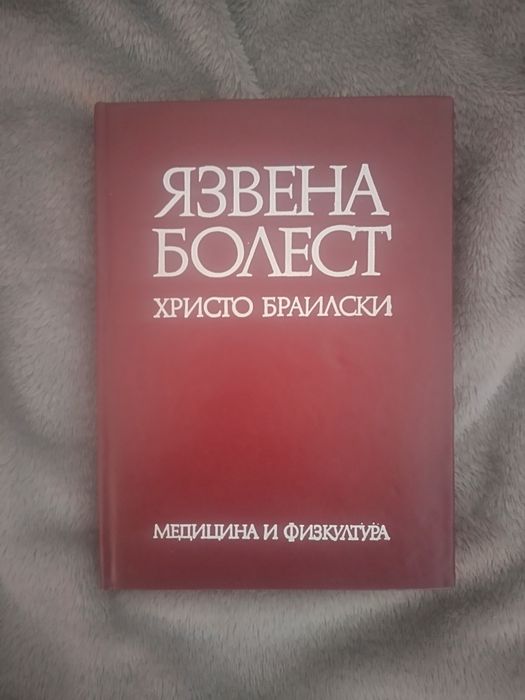 ЯЗВЕНА
БОЛЕСТ
ХРИСТО БРАИЛСКИ
МЕДИЦИНА И ФИЗКУЛТУРА